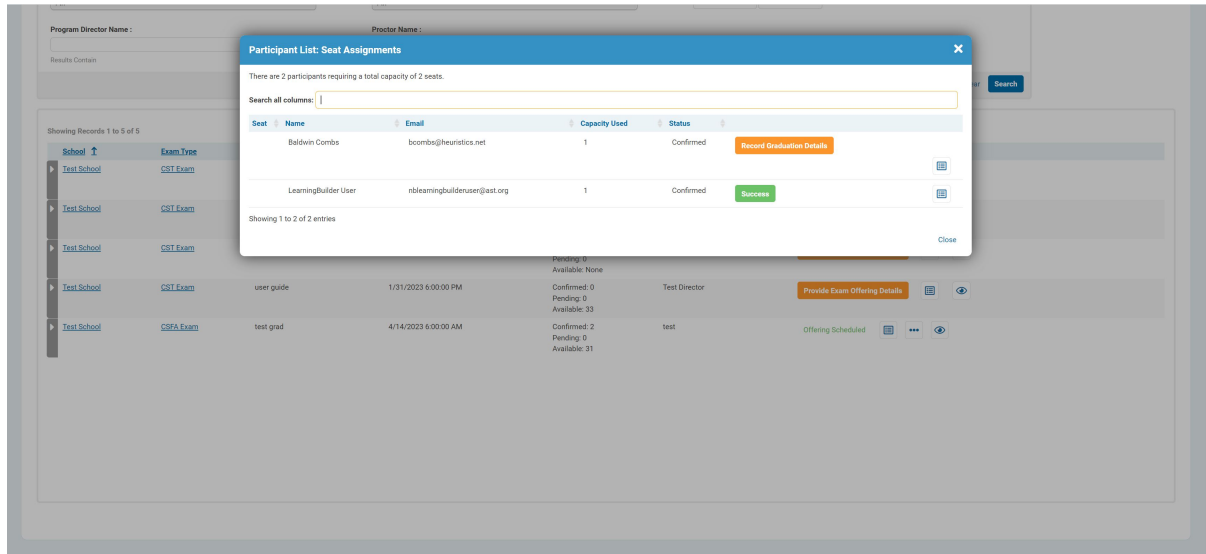 Program Director Name :
Proctor Name :
Results Contain
Search
Participant List: Seat Assignments
There are 2 participants requiring a total capacity of 2 seats.
Search all columns:
Seat Name Email Capacity Used Status
Baldwin Combs bcombs@heuristics.net 1 Confirmed Record Graduation Details
LearningBuilder User nblearningbuilderuser@ast.org 1 Confirmed Success
Showing 1 to 2 of 2 entries
Close
Showing Records 1 to 5 of 5
School Exam Type
Test School CST Exam
Test School CST Exam
Test School CST Exam
Pending: 0
Available: None
Test School CST Exam user guide 1/31/2023 6:00:00 PM Confirmed: 0 Test Director Provide Exam Offering Details
Pending: 0
Available: 33
Test School CSFA Exam test grad 4/14/2023 6:00:00 AM Confirmed: 2 test Offering Scheduled
Pending: 0
Available: 31